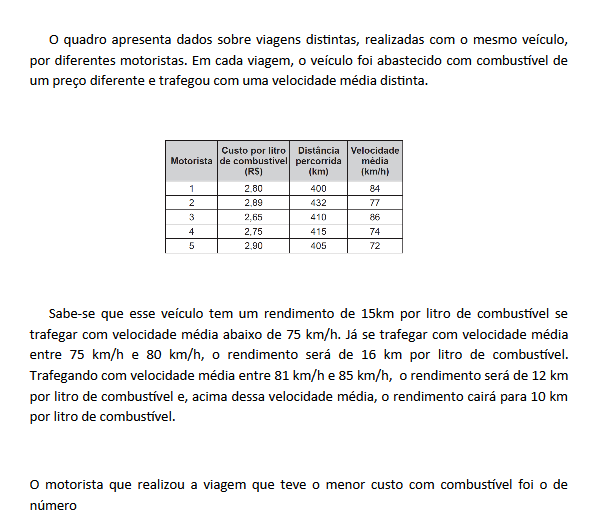 O quadro apresenta dados sobre viagens distintas, realizadas com o mesmo veículo,
por diferentes motoristas. Em cada viagem, o veículo foi abastecido com combustível de
um preço diferente e trafegou com uma velocidade média distinta.
Motorista Custo por litro de combustível (R$) Distância percorrida (km) Velocidade média (km/h)
1 2,80 400 84
2 2,89 432 77
3 2,65 410 86
4 2,75 415 74
5 2,90 405 72
Sabe-se que esse veículo tem um rendimento de 15km por litro de combustível se
trafegar com velocidade média abaixo de 75 km/h. Já se trafegar com velocidade média
entre 75 km/h e 80 km/h, o rendimento será de 16 km por litro de combustível.
Trafegando com velocidade média entre 81 km/h e 85 km/h, o rendimento será de 12 km
por litro de combustível e, acima dessa velocidade média, o rendimento cairá para 10 km
por litro de combustível.
O motorista que realizou a viagem que teve o menor custo com combustível foi o de
número